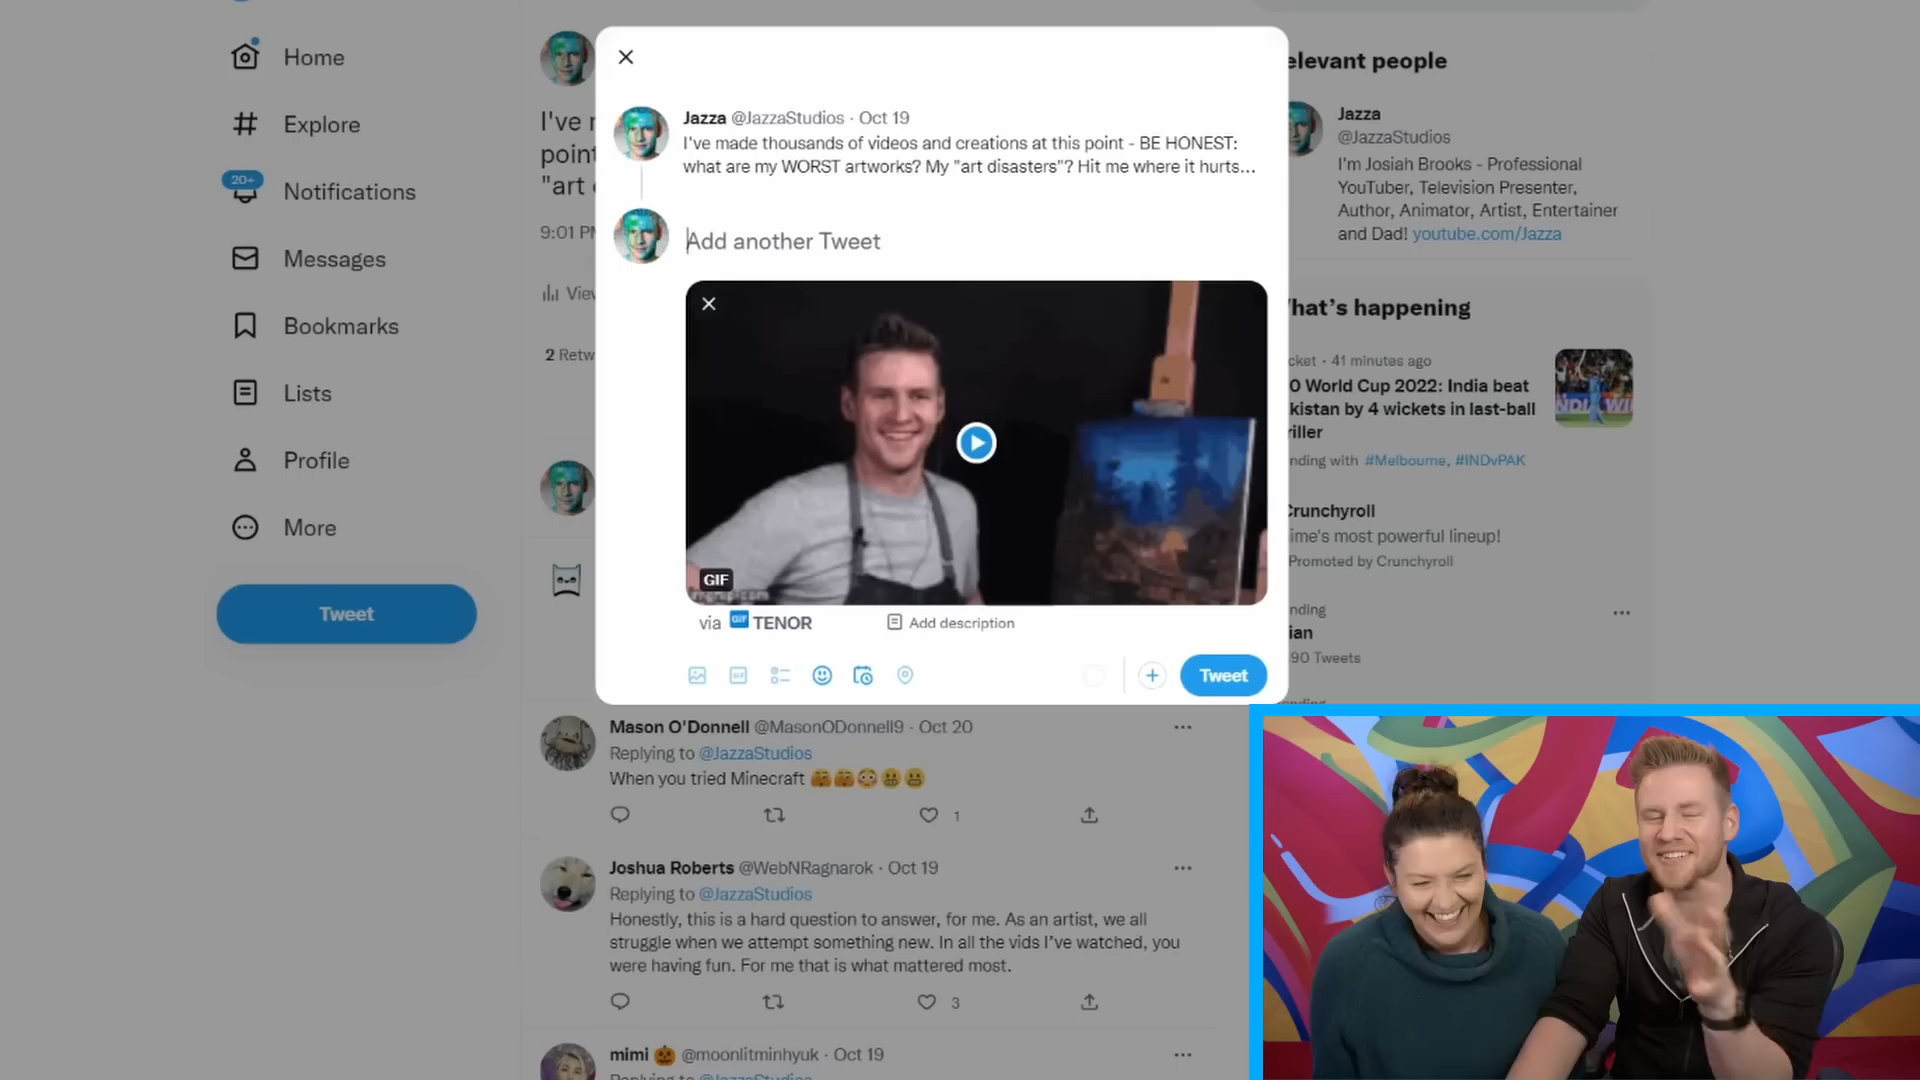 Home
Explore
20+
Notifications
Messages
Bookmarks
Lists
Profile
More
Tweet
I've
point
"art
9:01
2
Jazza @JazzaStudios · Oct 19
I've made thousands of videos and creations at this point - BE HONEST:
what are my WORST artworks? My "art disasters"? Hit me where it hurts...
Add another Tweet
GIF
via GIF TENOR
Add description
GIF
Tweet
Mason O'Donnell @MasonODonnell9 · Oct 20
Replying to @JazzaStudios
When you tried Minecraft 🫣🫣😳😬😬
1
Joshua Roberts @WebNRagnarok · Oct 19
Replying to @JazzaStudios
Honestly, this is a hard question to answer, for me. As an artist, we all
struggle when we attempt something new. In all the vids I've watched, you
were having fun. For me that is what mattered most.
3
mimi 🎃 @moonlitminhyuk · Oct 19
Replying to @JazzaStudios
elevant people
Jazza
@JazzaStudios
I'm Josiah Brooks - Professional
YouTuber, Television Presenter,
Author, Animator, Artist, Entertainer
and Dad! youtube.com/Jazza
hat's happening
cket · 41 minutes ago
0 World Cup 2022: India beat
kistan by 4 wickets in last-ball
riller
nding with #Melbourne, #INDvPAK
Crunchyroll
ime's most powerful lineup!
Promoted by Crunchyroll
nding
ian
90 Tweets